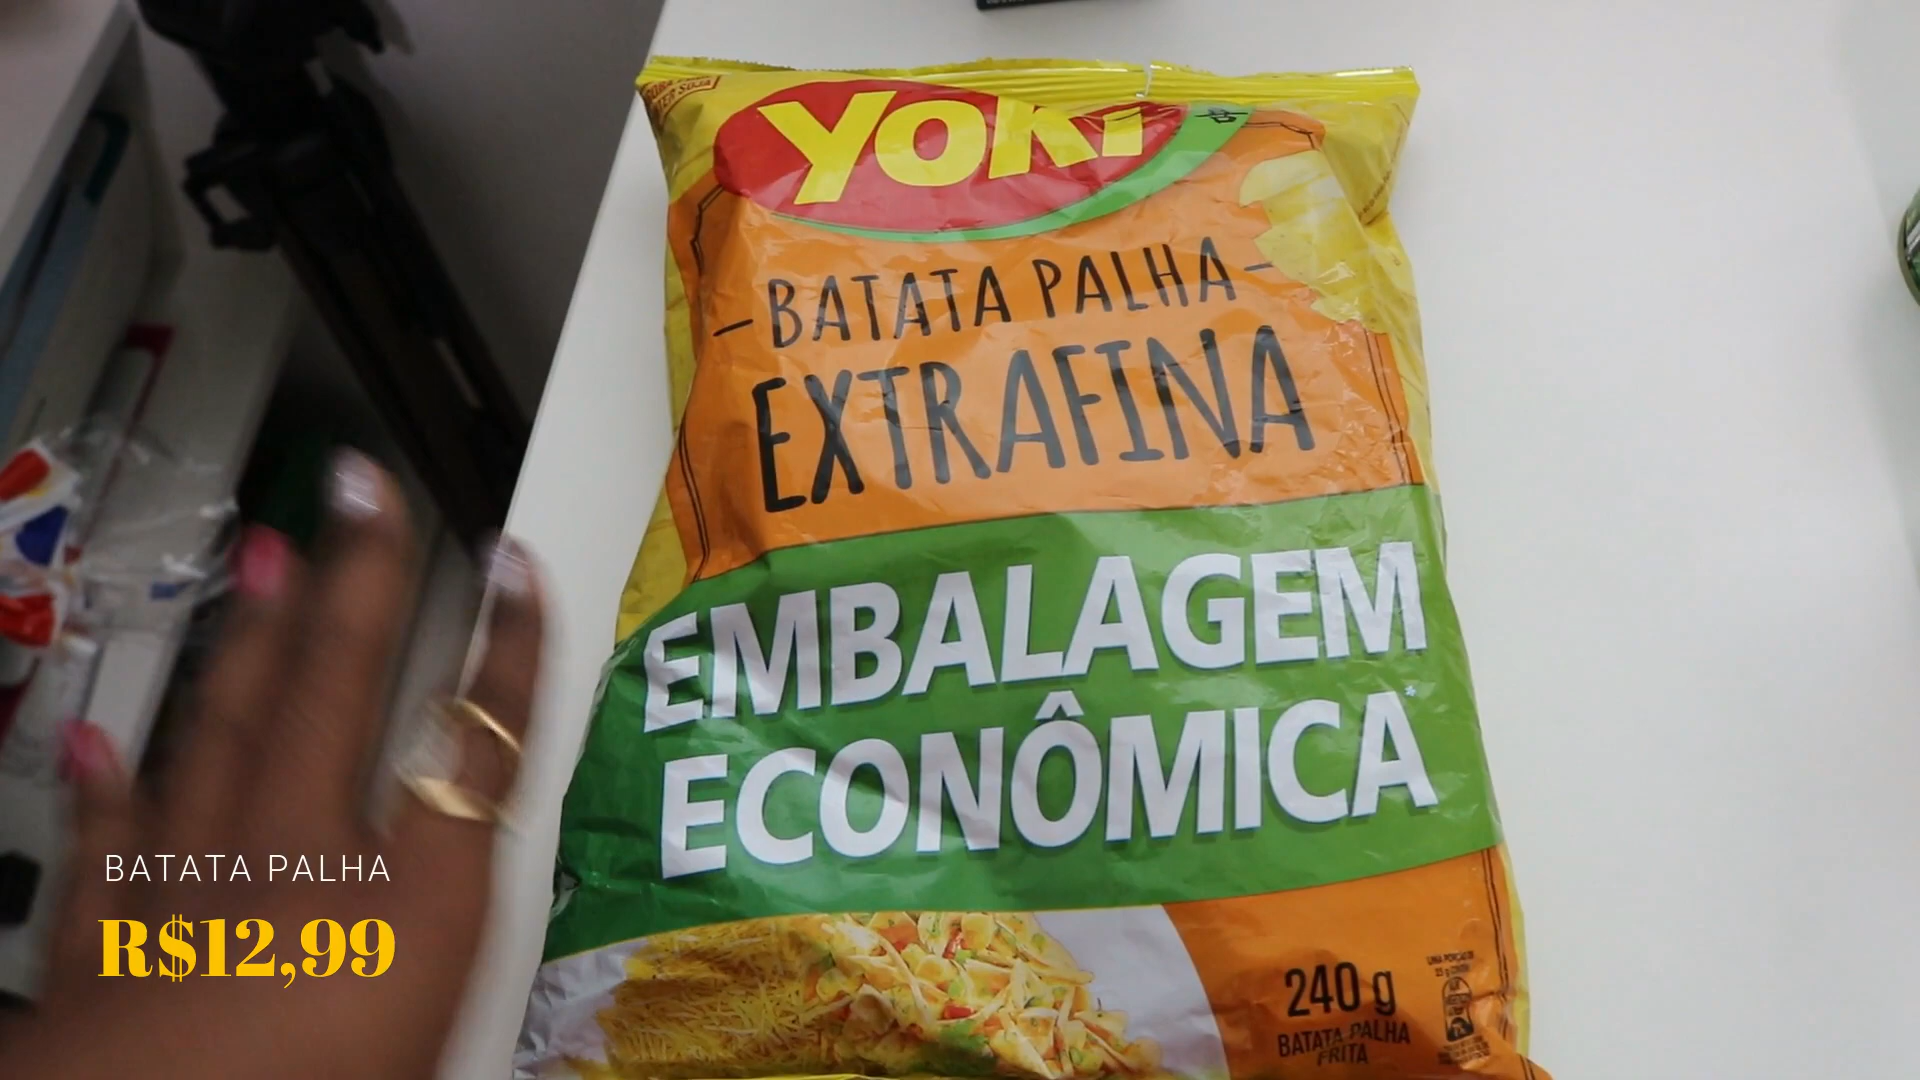 YOKI
BATATA PALHA
EXTRAFINA
EMBALAGEM
ECONÔMICA
240 g
BATATA PALHA
FRITA
BATATA PALHA
R$12,99